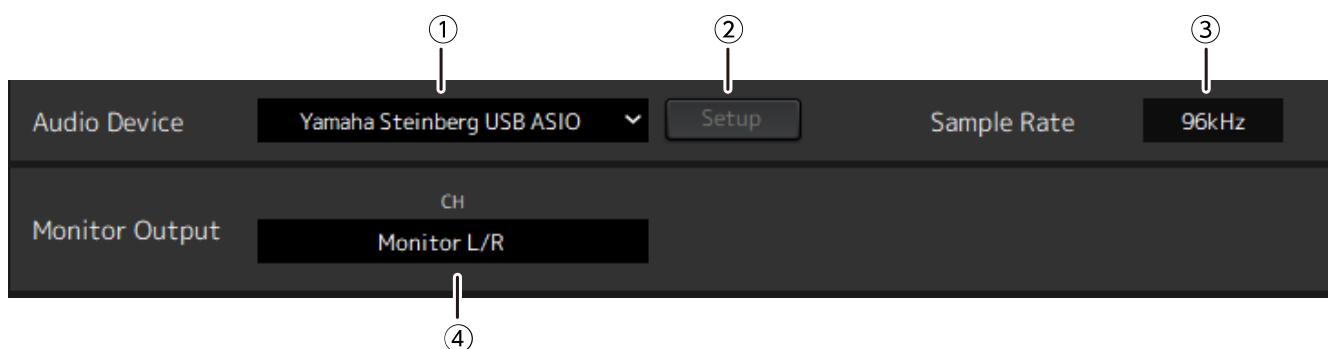 ① ② ③
Audio Device Yamaha Steinberg USB ASIO Setup Sample Rate 96kHz
CH
Monitor Output Monitor L/R
④